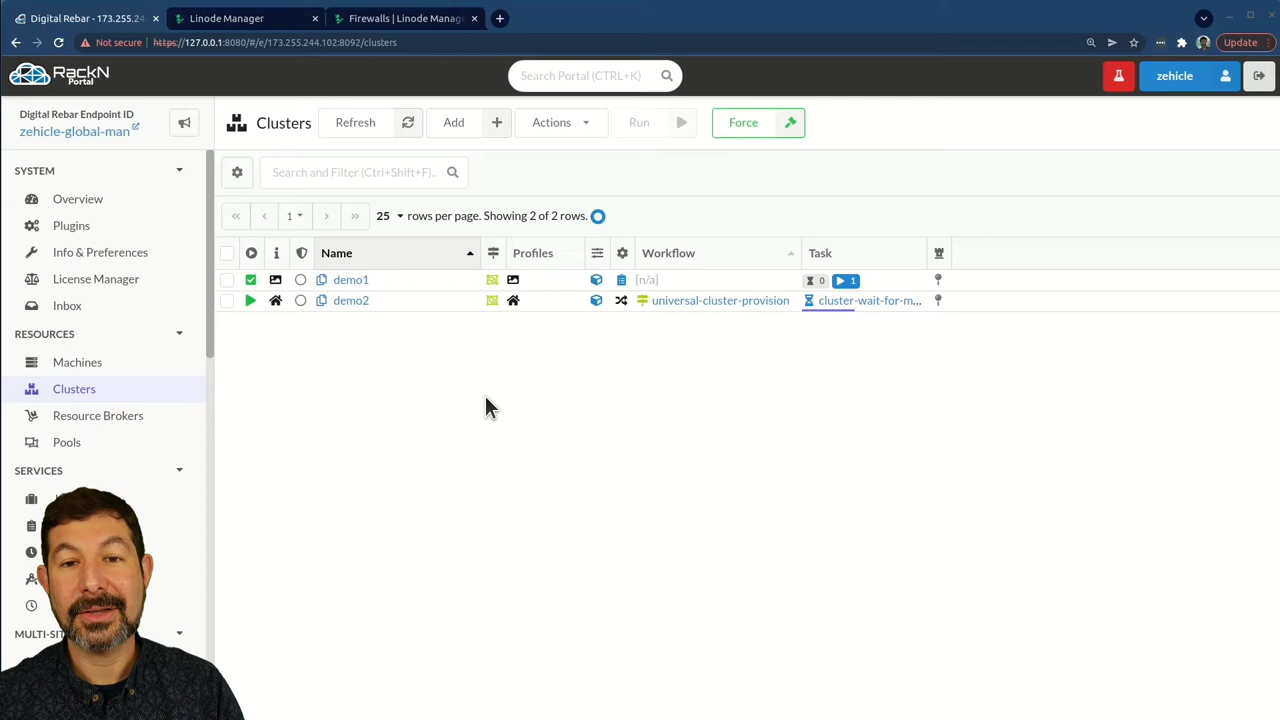 Digital Rebar - 173.255.24
Linode Manager
Firewalls | Linode Manage
Not secure
https://127.0.0.1:8080/#/e/173.255.244.102:8092/clusters
Update
RackN
Portal
Search Portal (CTRL+K)
zehicle
Digital Rebar Endpoint ID
zehicle-global-man
Clusters
Refresh
Add
Actions
Run
Force
SYSTEM
Overview
Plugins
Info & Preferences
License Manager
Inbox
RESOURCES
Machines
Clusters
Resource Brokers
Pools
SERVICES
MULTI-SIT
Search and Filter (Ctrl+Shift+F)..
1
25 rows per page. Showing 2 of 2 rows.
Name Profiles Workflow Task
demo1 [n/a] 0 1
demo2 universal-cluster-provision cluster-wait-for-m...